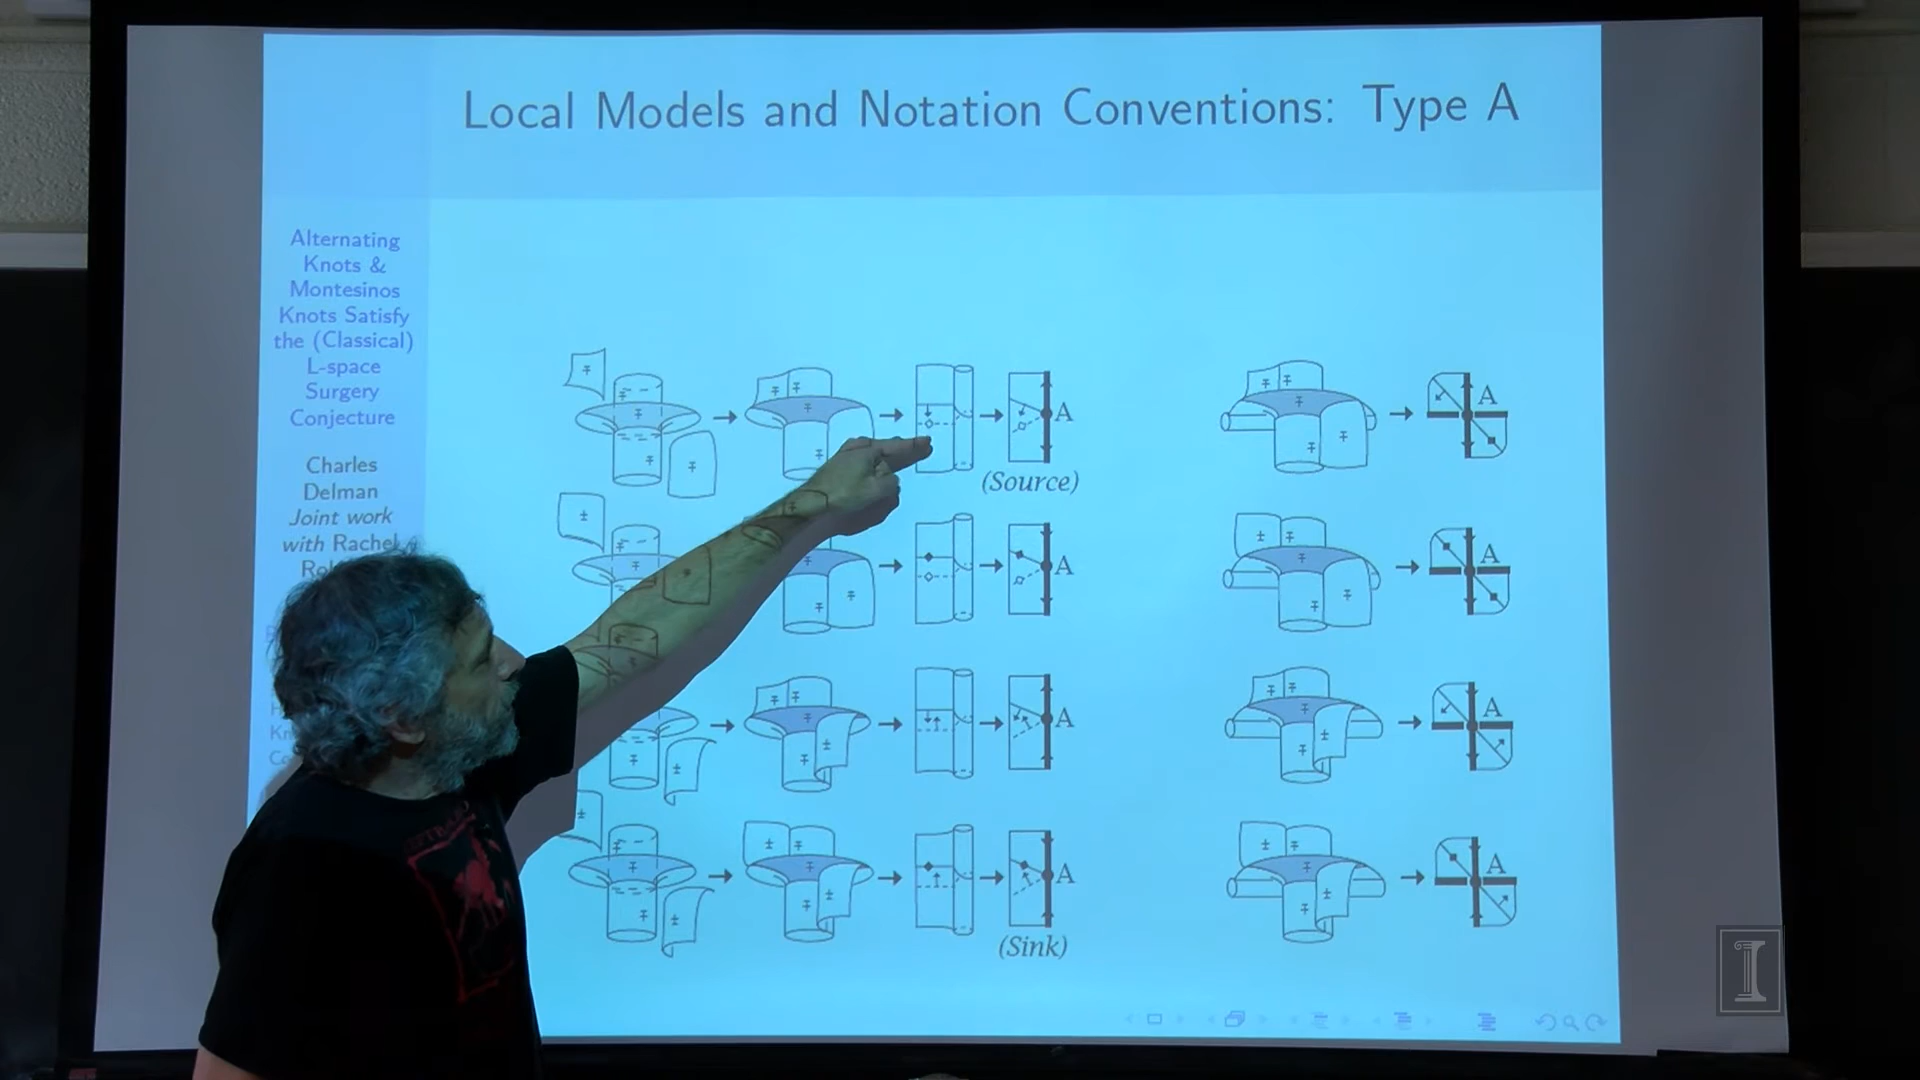 Local Models and Notation Conventions: Type A
Alternating
Knots &
Montesinos
Knots Satisfy
the (Classical)
L-space
Surgery
Conjecture
Charles
Delman
Joint work
with Rachel
A
(Source)
A
A
A
(Sink)
A
A
A
A